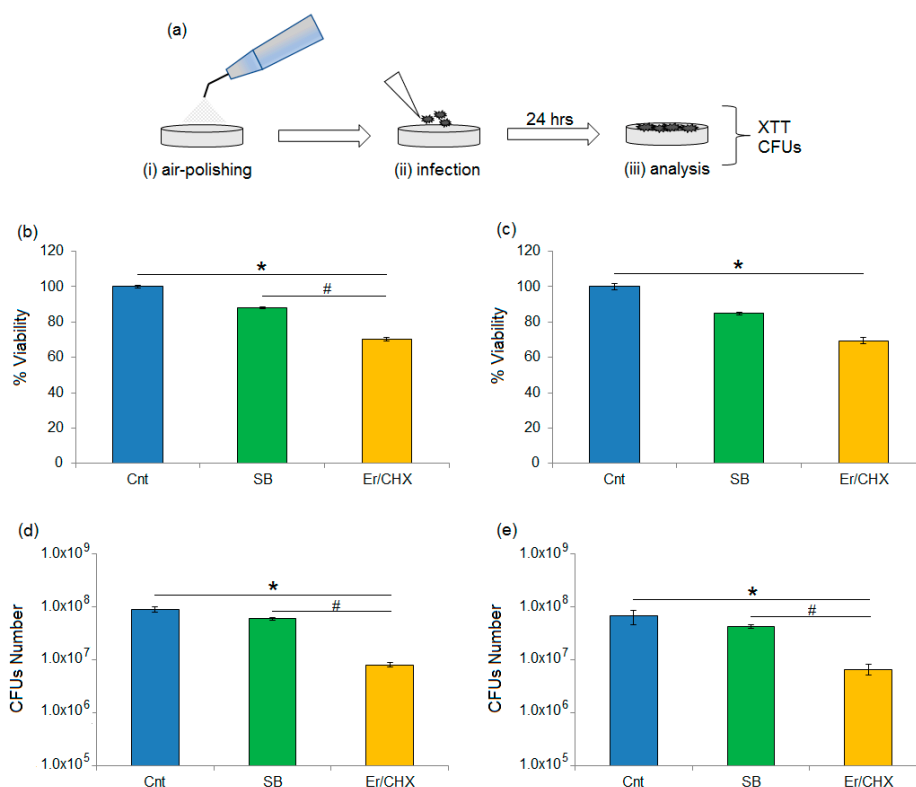 (a)
24 hrs
XTT
CFUs
(i) air-polishing
(ii) infection
(iii) analysis
(b)
120
100
80
60
40
20
0
% Viability
*
#
Cnt
SB
Er/CHX
(c)
120
100
80
60
40
20
0
% Viability
*
Cnt
SB
Er/CHX
(d)
1.0x10⁹
1.0x10⁸
1.0x10⁷
1.0x10⁶
1.0x10⁵
CFUs Number
*
#
Cnt
SB
Er/CHX
(e)
1.0x10⁹
1.0x10⁸
1.0x10⁷
1.0x10⁶
1.0x10⁵
CFUs Number
*
#
Cnt
SB
Er/CHX